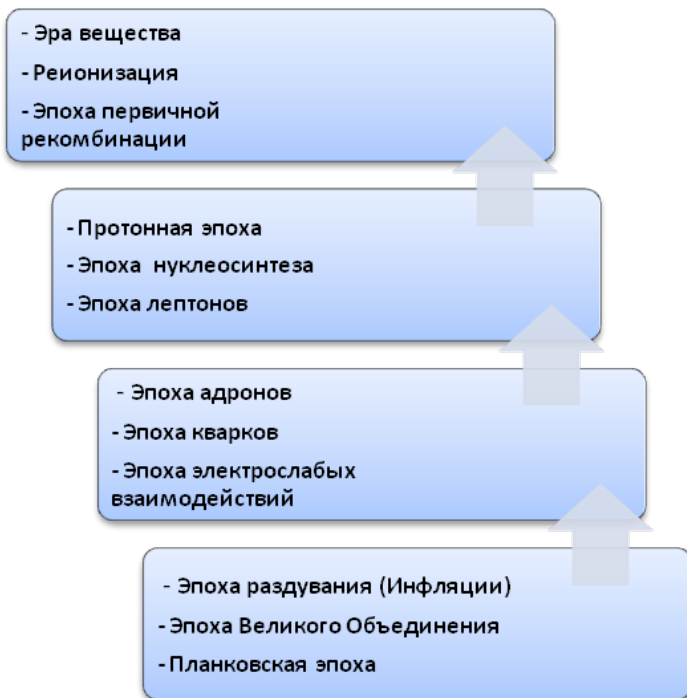 - Эра вещества
- Реионизация
- Эпоха первичной
рекомбинации
- Протонная эпоха
- Эпоха нуклеосинтеза
- Эпоха лептонов
- Эпоха адронов
- Эпоха кварков
- Эпоха электрослабых
взаимодействий
- Эпоха раздувания (Инфляции)
- Эпоха Великого Объединения
- Планковская эпоха